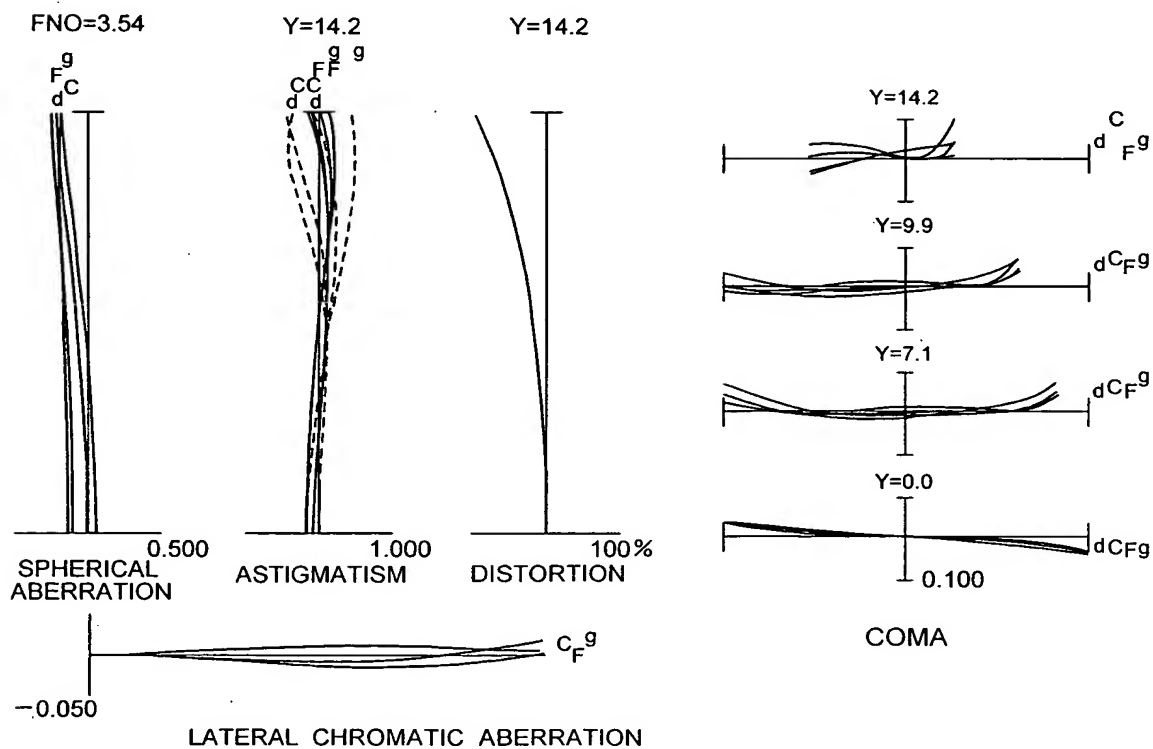 FNO=3.54
F g
d C
0.500
SPHERICAL
ABERRATION
Y=14.2
g g
F F
C C
d d
1.000
ASTIGMATISM
Y=14.2
100%
DISTORTION
C F g
−0.050
LATERAL CHROMATIC ABERRATION
Y=14.2
C
d F g
Y=9.9
d C F g
Y=7.1
d C F g
Y=0.0
d C F g
0.100
COMA